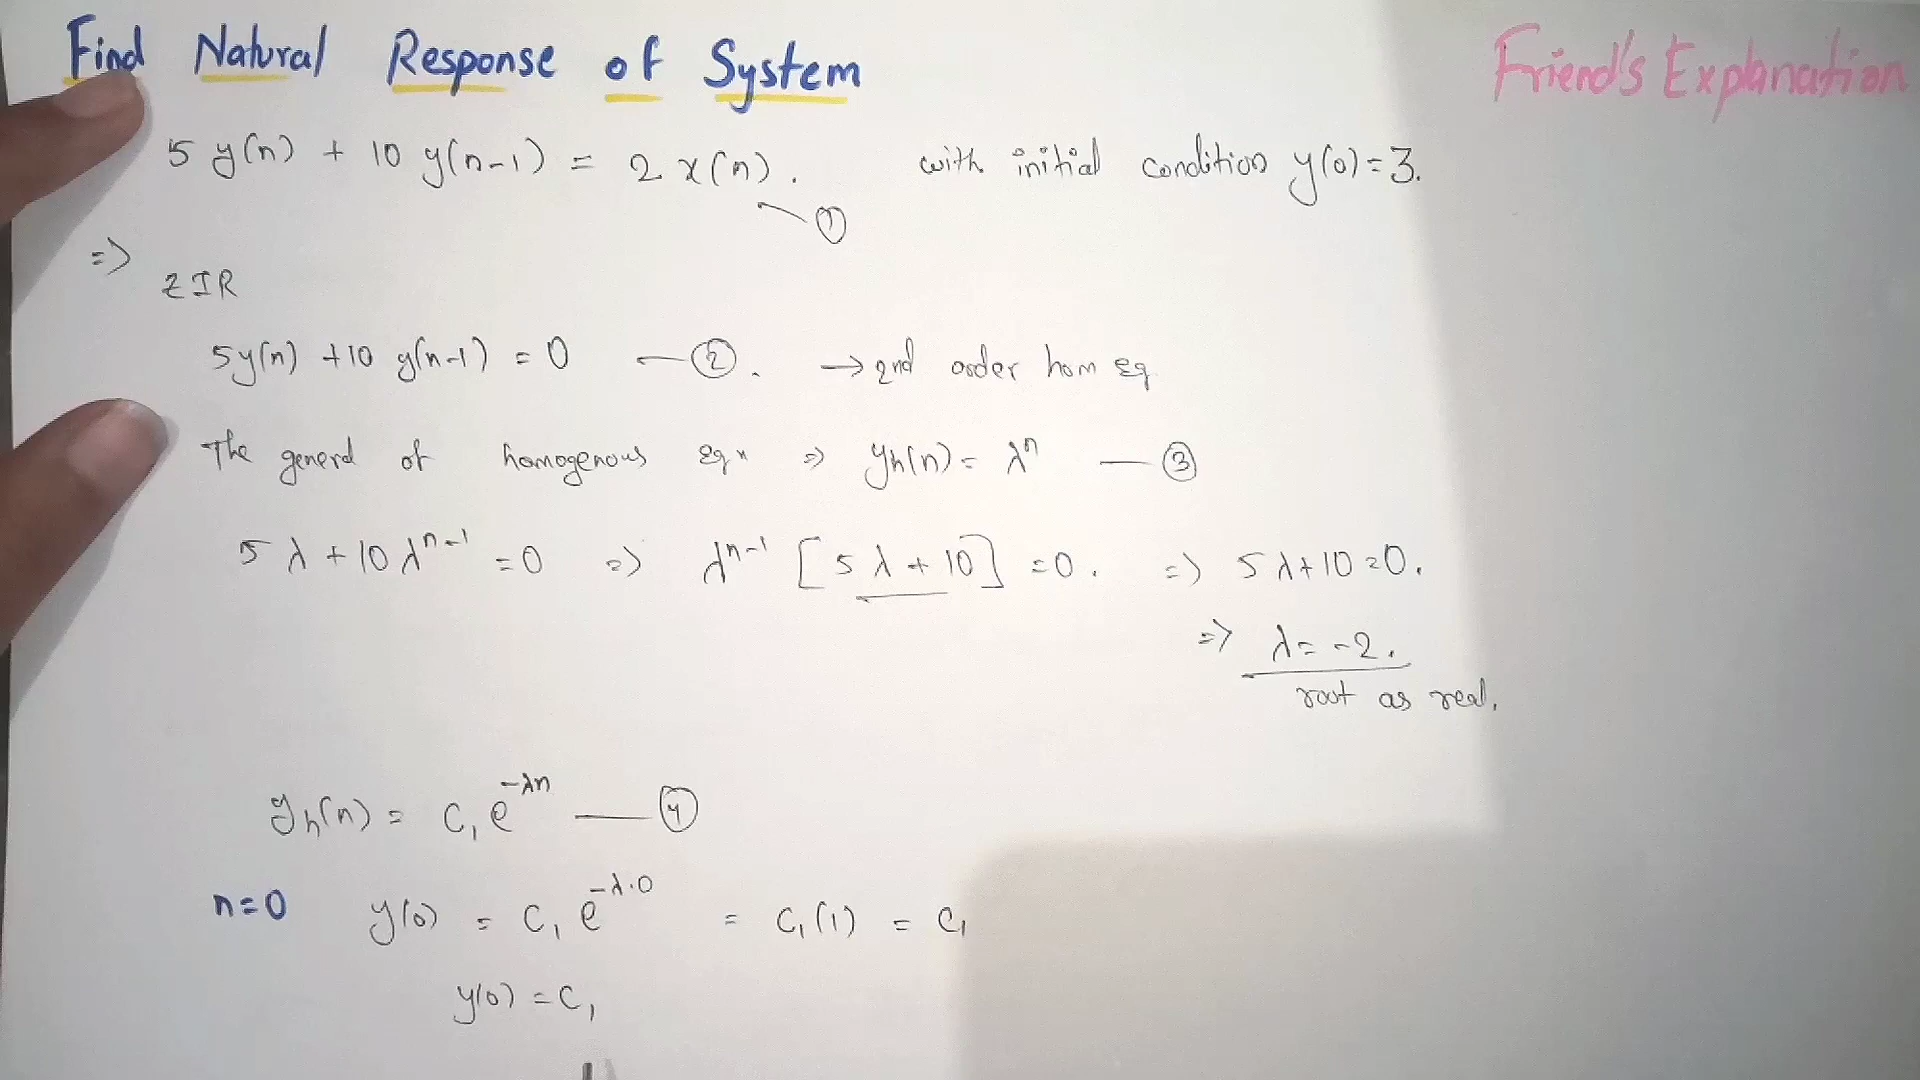 Find Natural Response of System
Friend's Explanation
5 y(n) + 10 y(n-1) = 2 x(n). with initial condition y(0)=3.
①
=>
ZIR
5y(n) +10 y(n-1) = 0 — ②. → 2nd order hom Eq
The generd of homogenous Eqn => yh(n) = λⁿ — ③
5 λ + 10 λⁿ⁻¹ = 0 => λⁿ⁻¹ [5 λ + 10] = 0. => 5 λ + 10 = 0.
=> λ = -2.
root as real.
yh(n) = C₁ e^-λn — ④
n=0 y(0) = C₁ e^-λ.0 = C₁(1) = C₁
y(0) = C₁